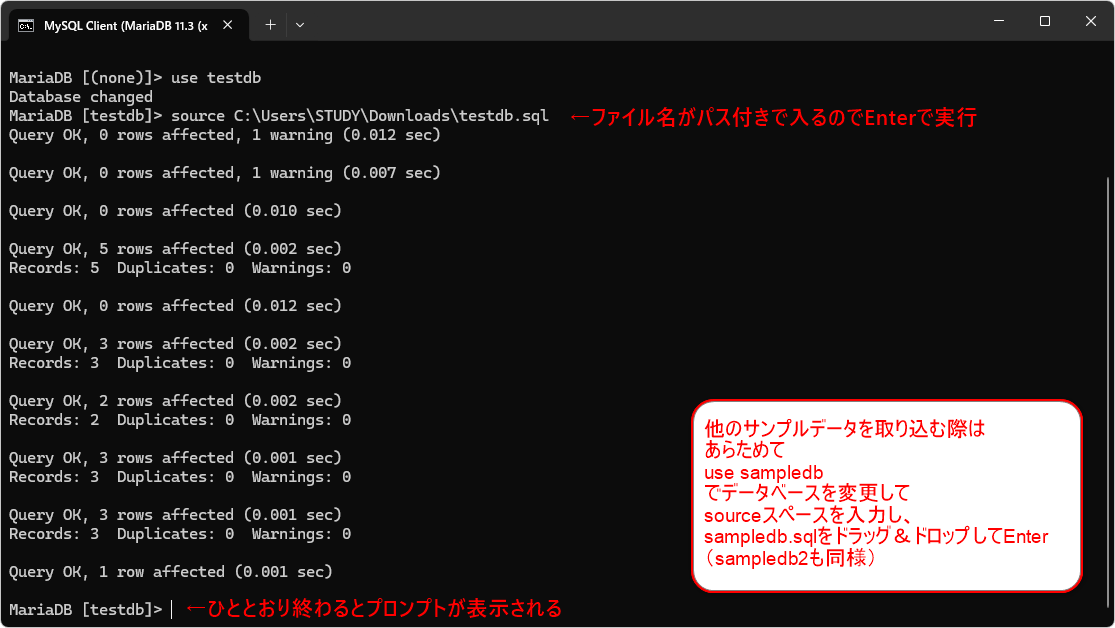 MySQL Client (MariaDB 11.3 (x
MariaDB [(none)]> use testdb
Database changed
MariaDB [testdb]> source C:\Users\STUDY\Downloads\testdb.sql ←ファイル名がパス付きで入るのでEnterで実行
Query OK, 0 rows affected, 1 warning (0.012 sec)
Query OK, 0 rows affected, 1 warning (0.007 sec)
Query OK, 0 rows affected (0.010 sec)
Query OK, 5 rows affected (0.002 sec)
Records: 5  Duplicates: 0  Warnings: 0
Query OK, 0 rows affected (0.012 sec)
Query OK, 3 rows affected (0.002 sec)
Records: 3  Duplicates: 0  Warnings: 0
Query OK, 2 rows affected (0.002 sec)
Records: 2  Duplicates: 0  Warnings: 0
Query OK, 3 rows affected (0.001 sec)
Records: 3  Duplicates: 0  Warnings: 0
Query OK, 3 rows affected (0.001 sec)
Records: 3  Duplicates: 0  Warnings: 0
Query OK, 1 row affected (0.001 sec)
MariaDB [testdb]> ←ひととおり終わるとプロンプトが表示される
他のサンプルデータを取り込む際は
あらためて
use sampledb
でデータベースを変更して
sourceスペースを入力し、
sampledb.sqlをドラッグ＆ドロップしてEnter
（sampledb2も同様）